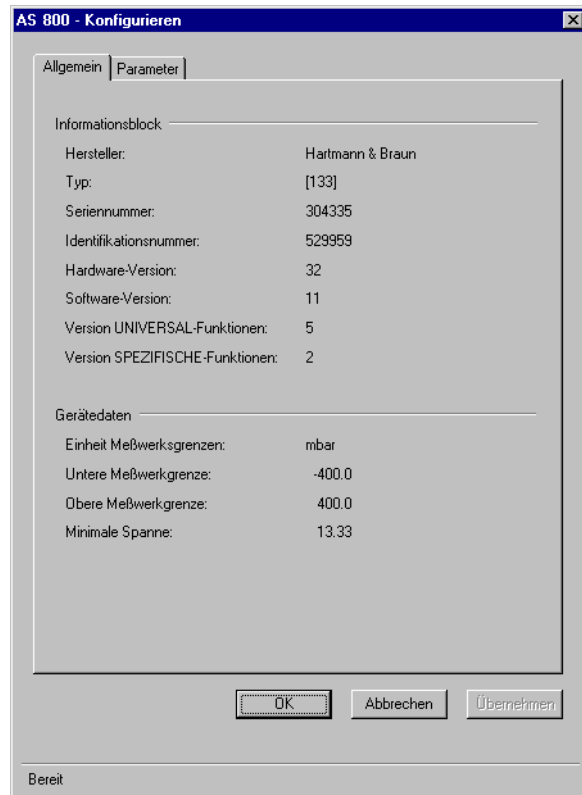 AS 800 - Konfigurieren
Allgemein Parameter
Informationsblock
Hersteller: Hartmann & Braun
Typ: [133]
Seriennummer: 304335
Identifikationsnummer: 529959
Hardware-Version: 32
Software-Version: 11
Version UNIVERSAL-Funktionen: 5
Version SPEZIFISCHE-Funktionen: 2
Gerätedaten
Einheit Meßwerksgrenzen: mbar
Untere Meßwerkgrenze: -400.0
Obere Meßwerkgrenze: 400.0
Minimale Spanne: 13.33
OK Abbrechen Übernehmen
Bereit